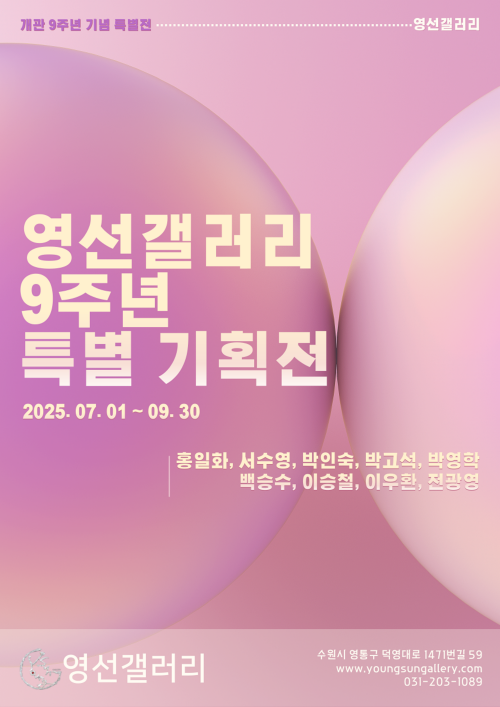 개관 9주년 기념 특별전
영선갤러리
영선갤러리
9주년
특별 기획전
2025. 07. 01 ~ 09. 30
홍일화, 서수영, 박인숙, 박고석, 박영학
백승수, 이승철, 이우환, 전광영
영선갤러리
수원시 영통구 덕영대로 1471번길 59
www.youngsungallery.com
031-203-1089